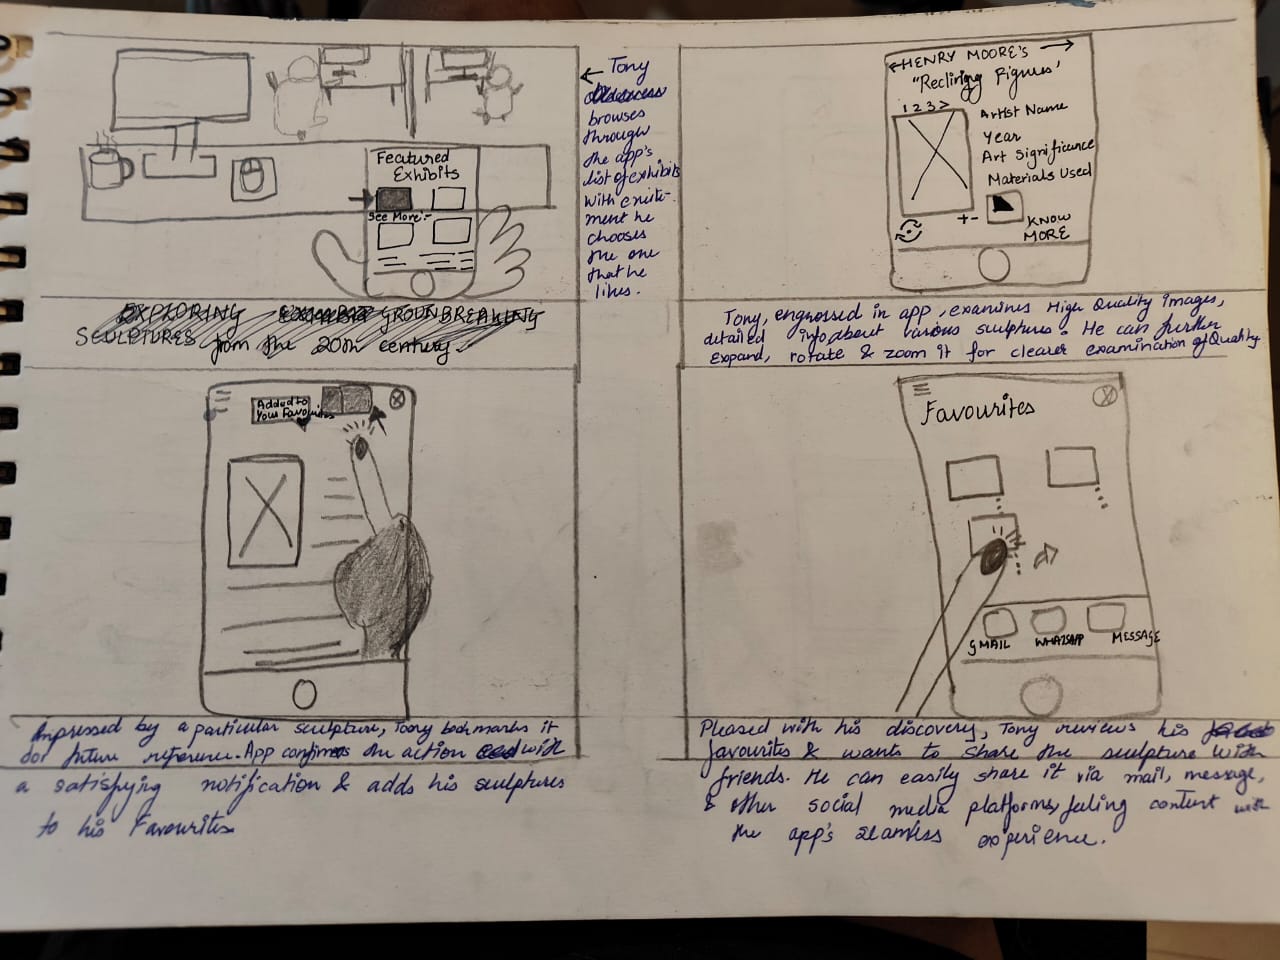 Featured
Exhibits
See More:-
← Tony
browses
through
the app's
list of exhibits
with excite-
ment he
chooses
the one
that he
likes.
EXPLORING GROUNBREAKING
SCULPTURES from the 20th century.
←HENRY MOORE'S →
"Reclining Figures'
1 2 3 >
Artist Name
Year
Art Significance
Materials Used
+-
KNOW
MORE
Tony, engrossed in app, examines High Quality images,
detailed info about various sculptures. He can further
Expand, rotate & zoom it for clearer examination of Quality
Added to
Your Favourites
Impressed by a particular sculpture, Tony bookmarks it
for future reference. App confirms the action with
a satisfying notification & adds his sculptures
to his Favourites
Favourites
GMAIL WHATSAPP MESSAGE
Pleased with his discovery, Tony reviews his
favourites & wants to share the sculpture with
friends. He can easily share it via mail, message,
& other social media platforms, feeling content with
the app's seamless experience.